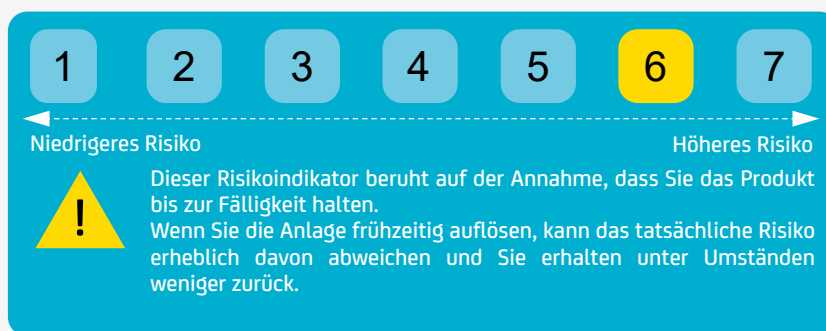 1 2 3 4 5 6 7
Niedrigeres Risiko Höheres Risiko
!
Dieser Risikoindikator beruht auf der Annahme, dass Sie das Produkt
bis zur Fälligkeit halten.
Wenn Sie die Anlage frühzeitig auflösen, kann das tatsächliche Risiko
erheblich davon abweichen und Sie erhalten unter Umständen
weniger zurück.